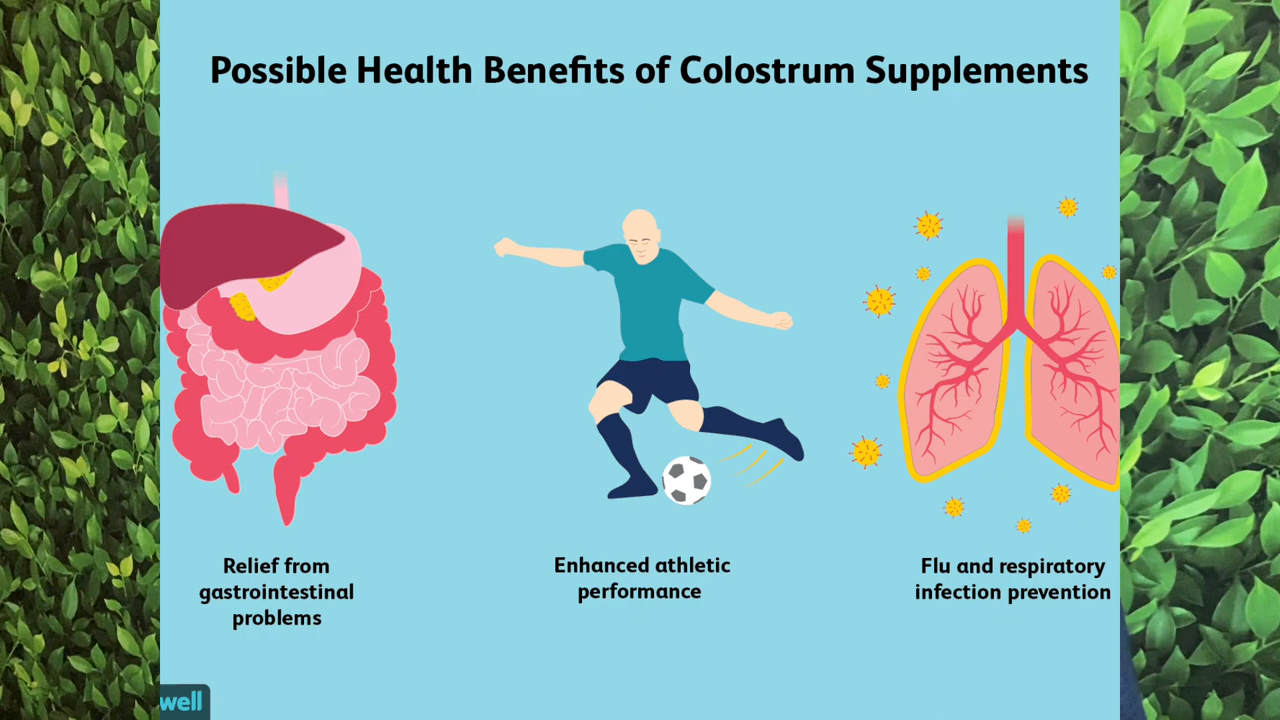 Possible Health Benefits of Colostrum Supplements
Relief from
gastrointestinal
problems
Enhanced athletic
performance
Flu and respiratory
infection prevention
well